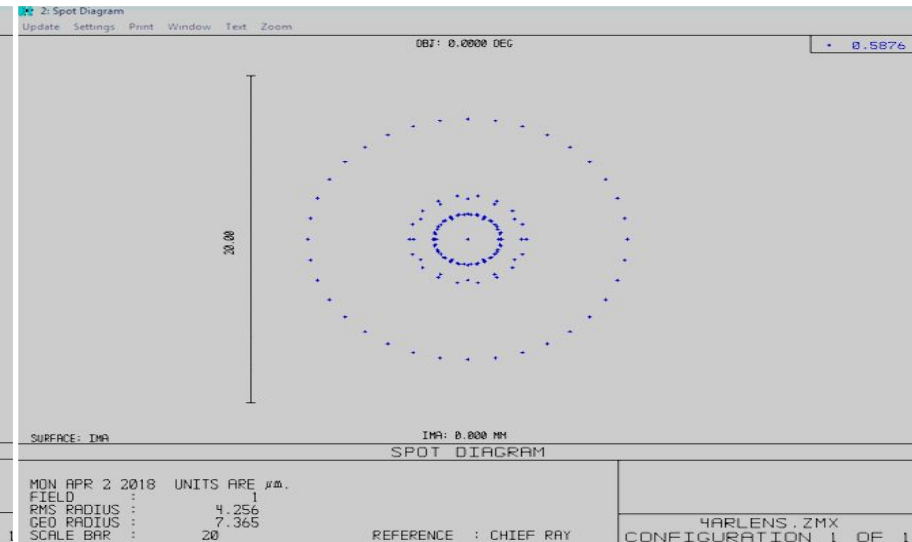 2: Spot Diagram
Update Settings Print Window Text Zoom
OBJ: 0.0000 DEG
0.5876
20.00
SURFACE: IMA
IMA: 0.000 MM
SPOT DIAGRAM
MON APR 2 2018 UNITS ARE µm.
FIELD : 1
RMS RADIUS : 4.256
GEO RADIUS : 7.365
SCALE BAR : 20 REFERENCE : CHIEF RAY
4ARLENS.ZMX
CONFIGURATION 1 OF 1
1